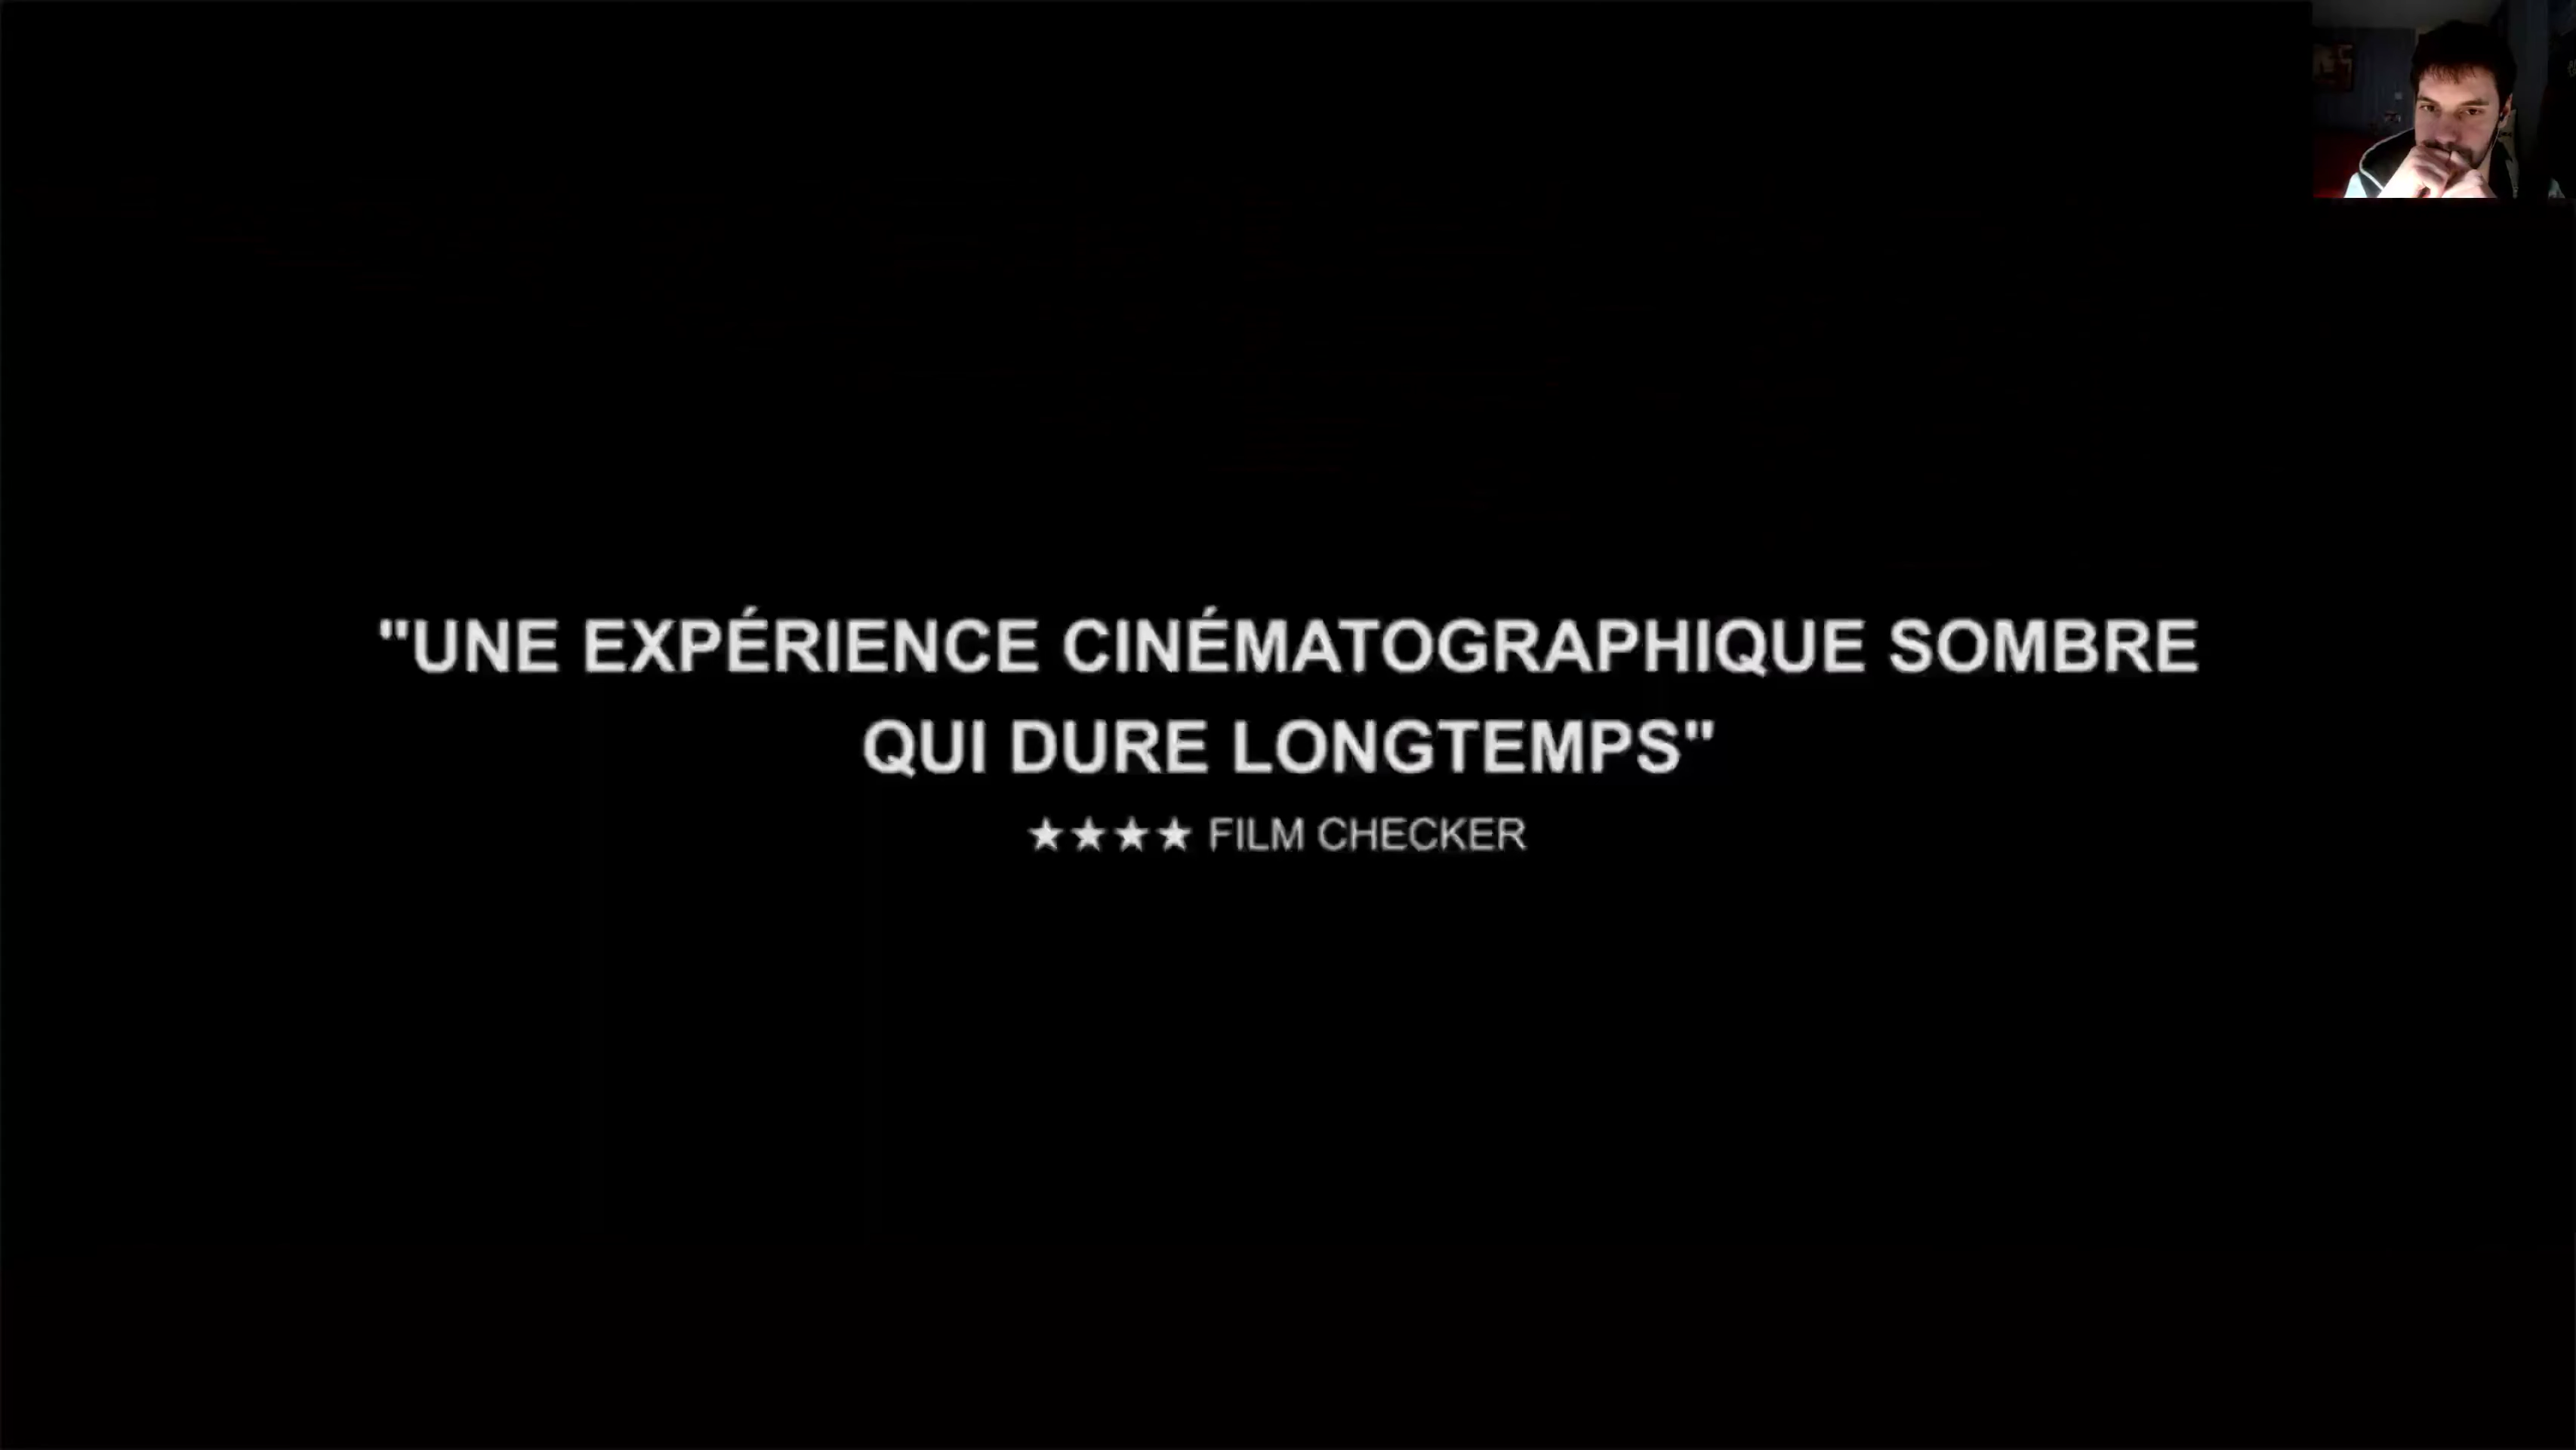 "UNE EXPÉRIENCE CINÉMATOGRAPHIQUE SOMBRE
QUI DURE LONGTEMPS"
★★★★ FILM CHECKER